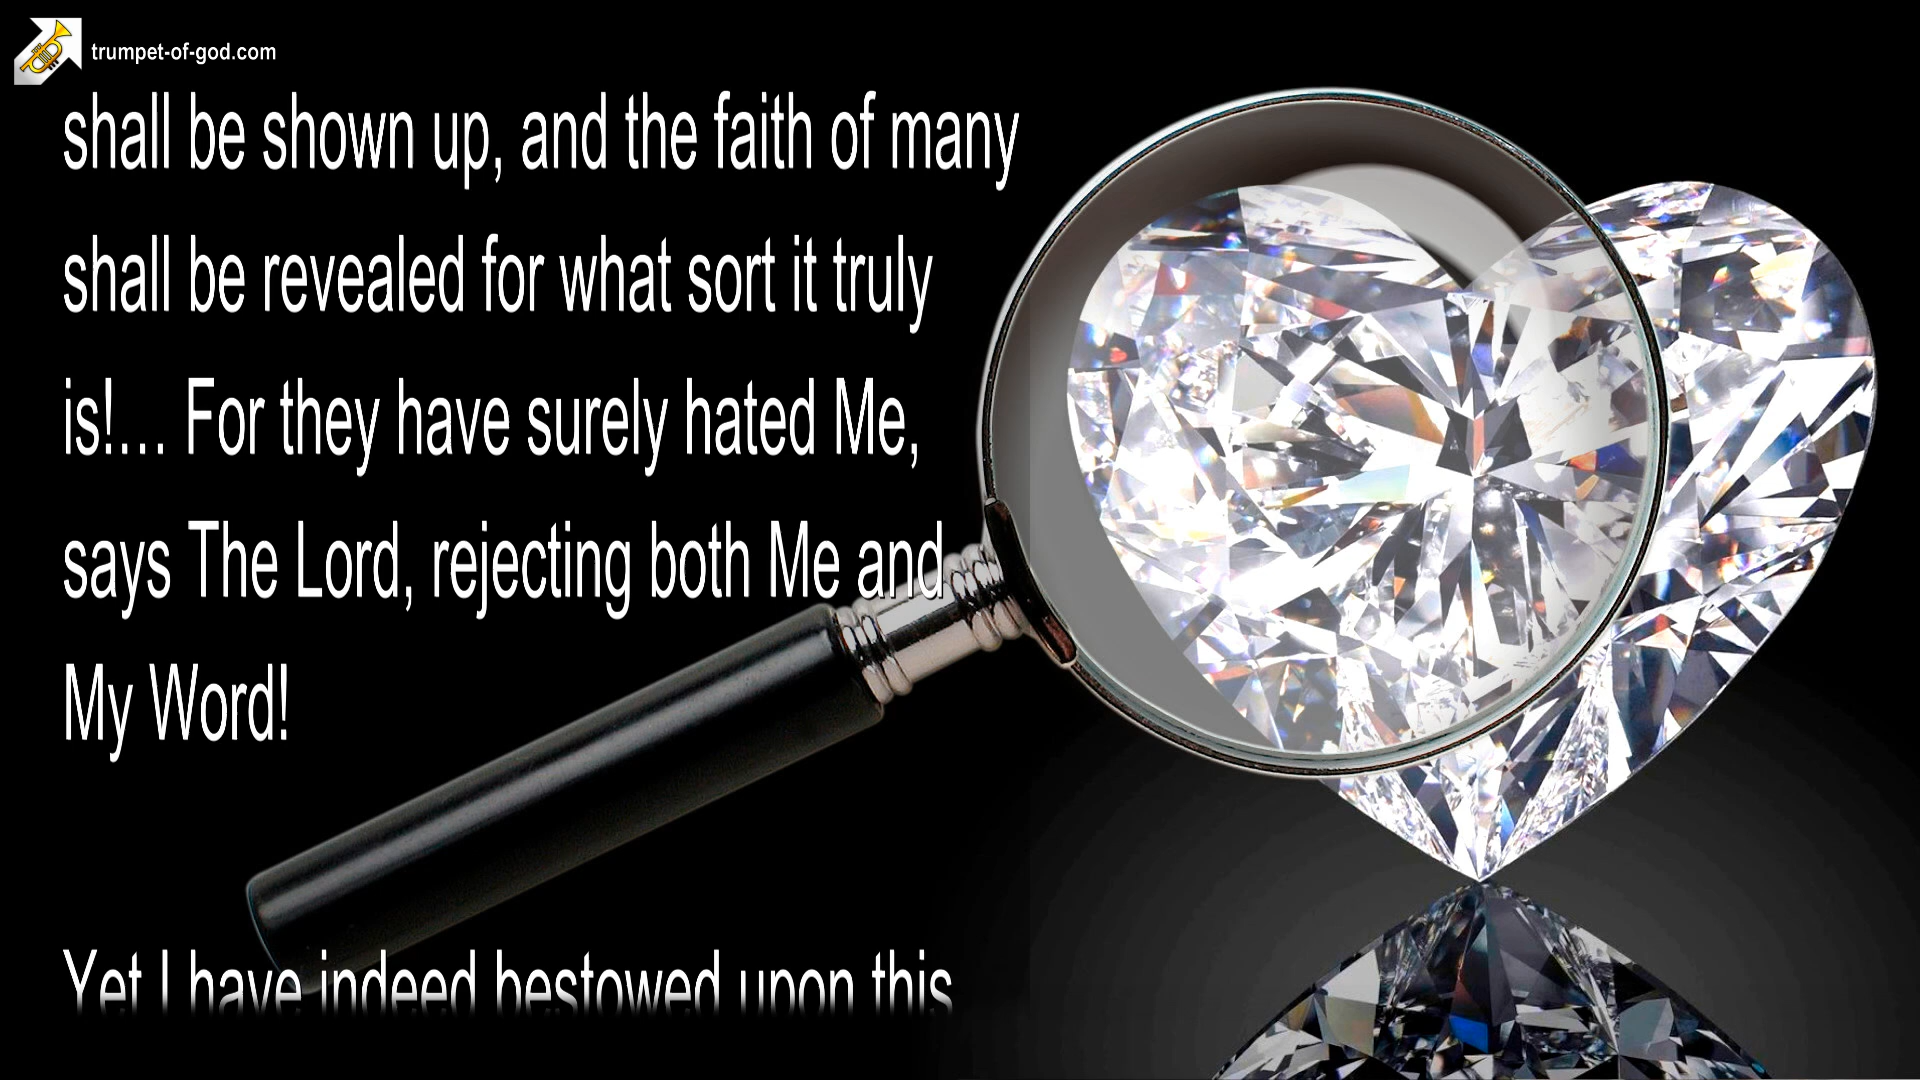 trumpet-of-god.com
shall be shown up, and the faith of many
shall be revealed for what sort it truly
is!… For they have surely hated Me,
says The Lord, rejecting both Me and
My Word!
Yet I have indeed bestowed upon this